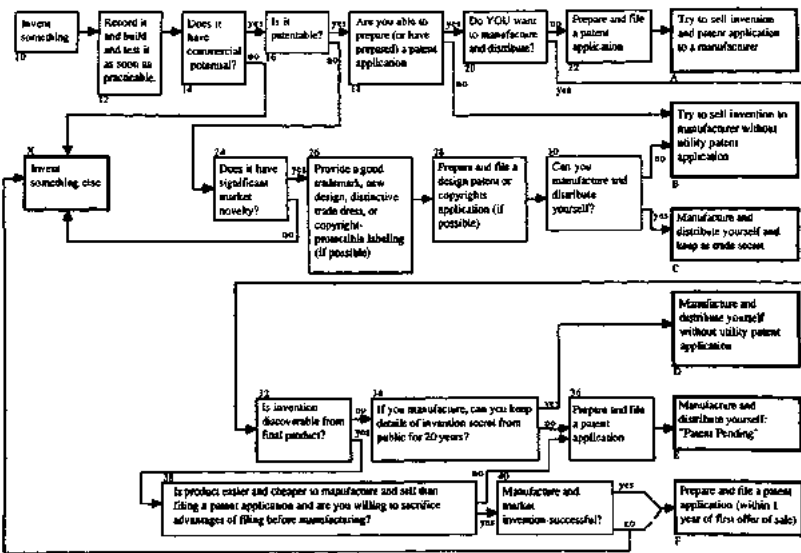 Invent
something
10
Record it
and build
and test it
as soon as
practicable.
12
Does it
have
commercial
potential?
14
yes
no
Is it
patentable?
16
yes
no
Are you able to
prepare (or have
prepared) a patent
application
yes
no
Do YOU want
to manufacture
and distribute?
20
no
yes
Prepare and file
a patent
application
22
Try to sell invention
and patent application
to a manufacturer
A
Try to sell invention to
manufacturer without
utility patent
application
B
X
Invent
something else
24
Does it have
significant
market
novelty?
yes
no
26
Provide a good
trademark, new
design, distinctive
trade dress, or
copyright-
protectible labeling
(if possible)
28
Prepare and file a
design patent or
copyrights
application (if
possible)
30
Can you
manufacture and
distribute
yourself?
no
yes
Manufacture and
distribute yourself and
keep as trade secret
C
Manufacture and
distribute yourself
without utility patent
application
D
32
Is invention
discoverable from
final product?
no
yes
34
If you manufacture, can you keep
details of invention secret from
public for 20 years?
yes
no
36
Prepare and file
a patent
application
Manufacture and
distribute yourself:
"Patent Pending"
E
38
Is product easier and cheaper to manufacture and sell than
filing a patent application and are you willing to sacrifice
advantages of filing before manufacturing?
no
yes
40
Manufacture and
market
invention-successful?
yes
no
Prepare and file a patent
application (within 1
year of first offer of sale)
F